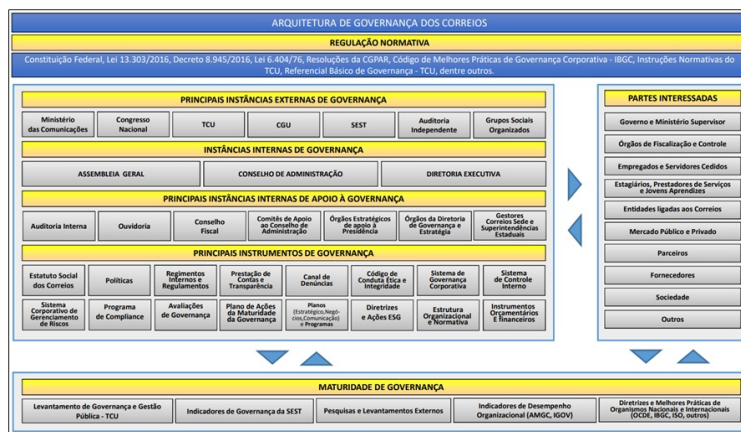 ARQUITETURA DE GOVERNANÇA DOS CORREIOS
REGULAÇÃO NORMATIVA
Constituição Federal, Lei 13.303/2016, Decreto 8.945/2016, Lei 6.404/76, Resoluções da CGPAR, Código de Melhores Práticas de Governança Corporativa - IBGC, Instruções Normativas do
TCU, Referencial Básico de Governança - TCU, dentre outros.
PRINCIPAIS INSTÂNCIAS EXTERNAS DE GOVERNANÇA
Ministério
das Comunicações
Congresso
Nacional
TCU
CGU
SEST
Auditoria
Independente
Grupos Sociais
Organizados
INSTÂNCIAS INTERNAS DE GOVERNANÇA
ASSEMBLEIA GERAL
CONSELHO DE ADMINISTRAÇÃO
DIRETORIA EXECUTIVA
PRINCIPAIS INSTÂNCIAS INTERNAS DE APOIO À GOVERNANÇA
Auditoria Interna
Ouvidoria
Conselho
Fiscal
Comitês de Apoio
ao Conselho de
Administração
Órgãos Estratégicos
de apoio à
Presidência
Órgãos da Diretoria
de Governança e
Estratégia
Gestores
Correios Sede e
Superintendências
Estaduais
PRINCIPAIS INSTRUMENTOS DE GOVERNANÇA
Estatuto Social
dos Correios
Políticas
Regimentos
Internos e
Regulamentos
Prestação de
Contas e
Transparência
Canal de
Denúncias
Código de
Conduta Ética e
Integridade
Sistema de
Governança
Corporativa
Sistema
de Controle
Interno
Sistema
Corporativo de
Gerenciamento
de Riscos
Programa
de Compliance
Avaliações
de Governança
Plano de Ações
da Maturidade
da Governança
Planos
(Estratégico,Negó-
cios,Comunicação)
e Programas
Diretrizes
e Ações ESG
Estrutura
Organizacional
e Normativa
Instrumentos
Orçamentários
E financeiros
PARTES INTERESSADAS
Governo e Ministério Supervisor
Órgãos de Fiscalização e Controle
Empregados e Servidores Cedidos
Estagiários, Prestadores de Serviços
e Jovens Aprendizes
Entidades ligadas aos Correios
Mercado Público e Privado
Parceiros
Fornecedores
Sociedade
Outros
MATURIDADE DE GOVERNANÇA
Levantamento de Governança e Gestão
Pública - TCU
Indicadores de Governança da SEST
Pesquisas e Levantamentos Externos
Indicadores de Desempenho
Organizacional (AMGC, IGOV)
Diretrizes e Melhores Práticas de
Organismos Nacionais e Internacionais
(OCDE, IBGC, ISO, outros)